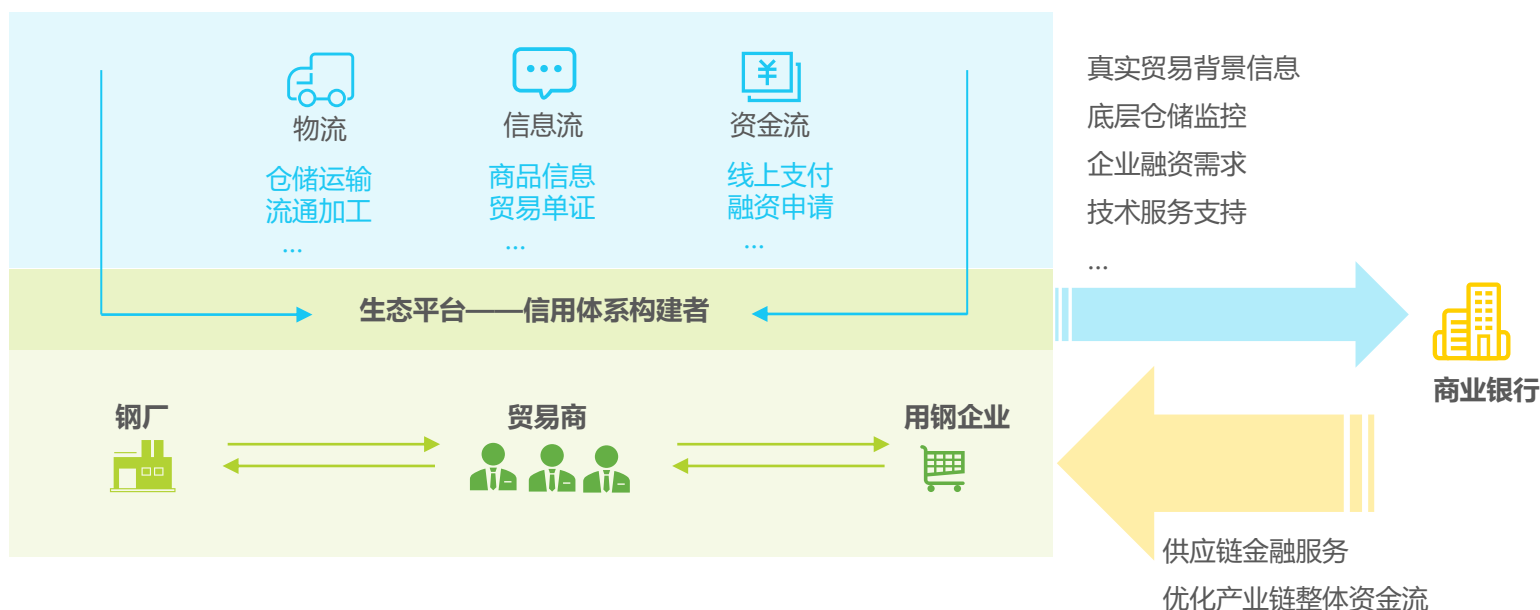 物流
信息流
资金流
仓储运输
流通加工
...
商品信息
贸易单证
...
线上支付
融资申请
...
生态平台——信用体系构建者
钢厂
贸易商
用钢企业
真实贸易背景信息
底层仓储监控
企业融资需求
技术服务支持
...
商业银行
供应链金融服务
优化产业链整体资金流